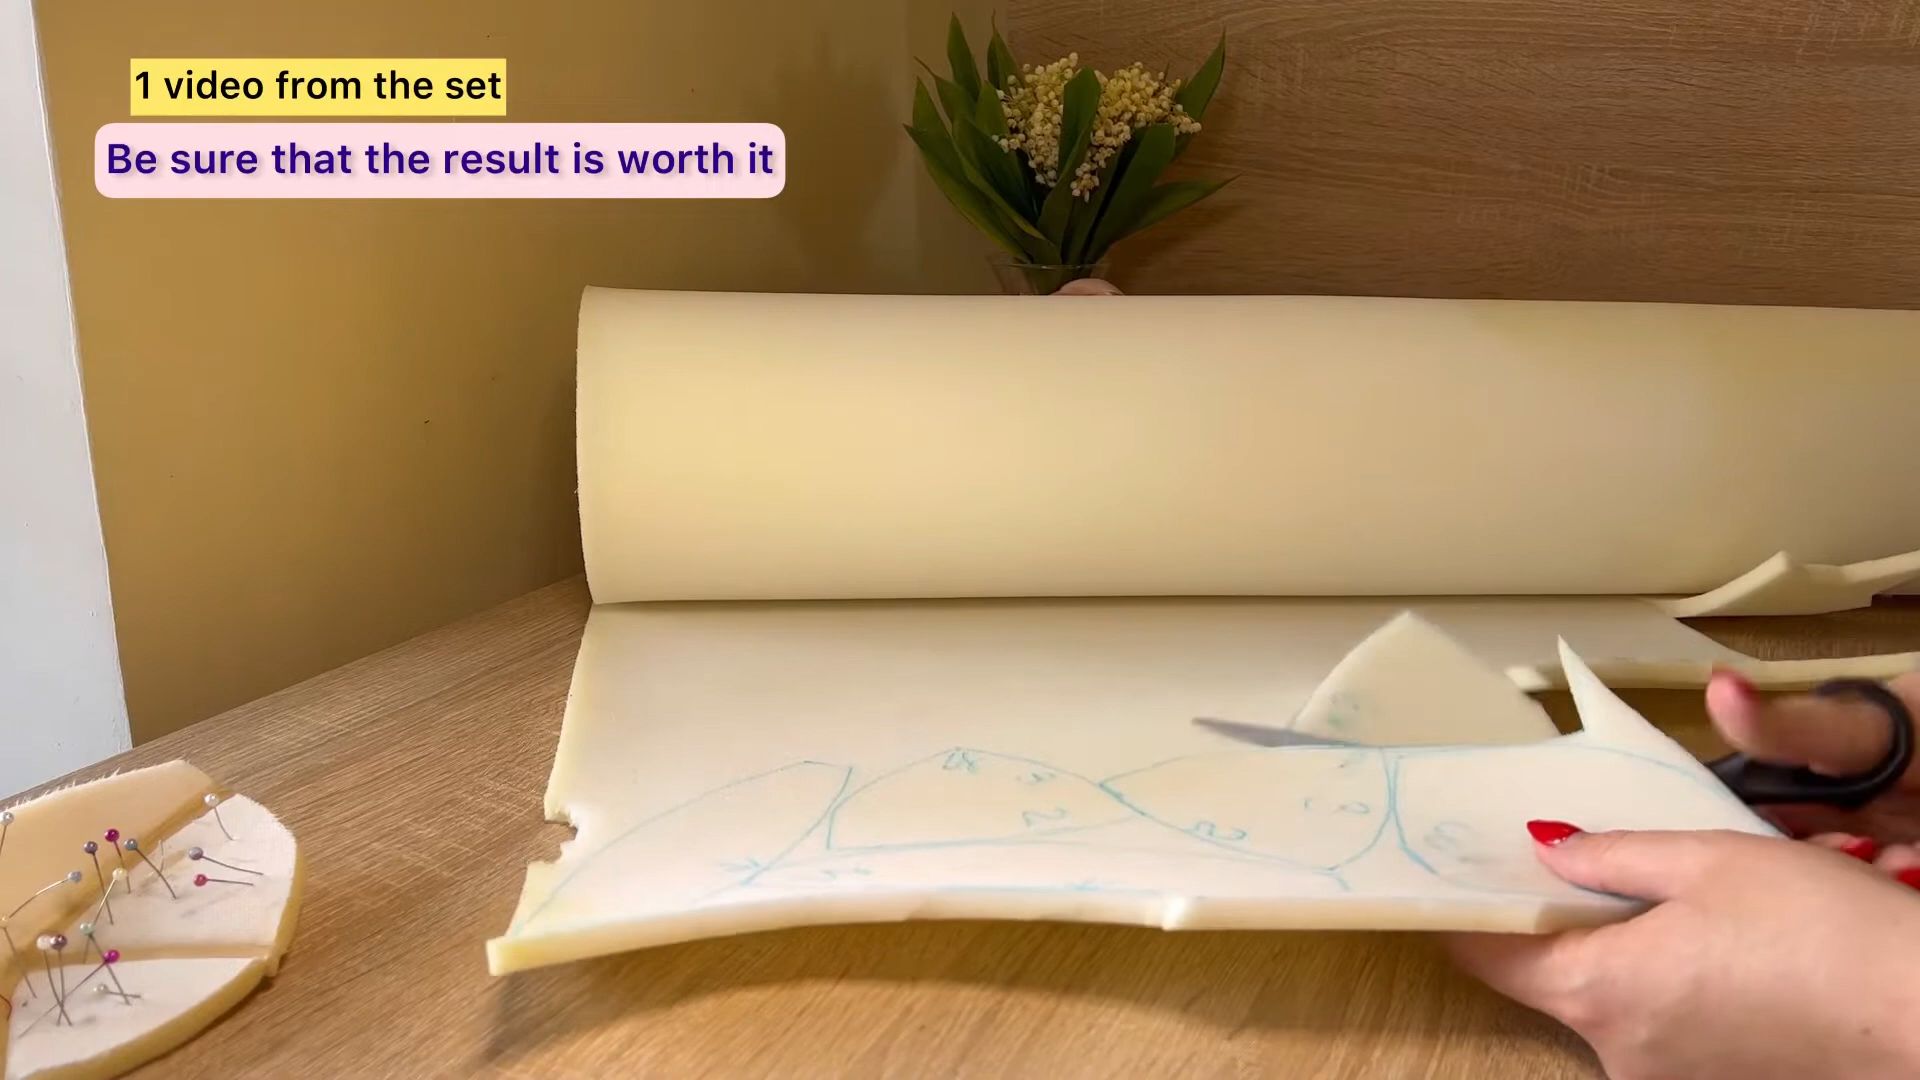 1 video from the set
Be sure that the result is worth it